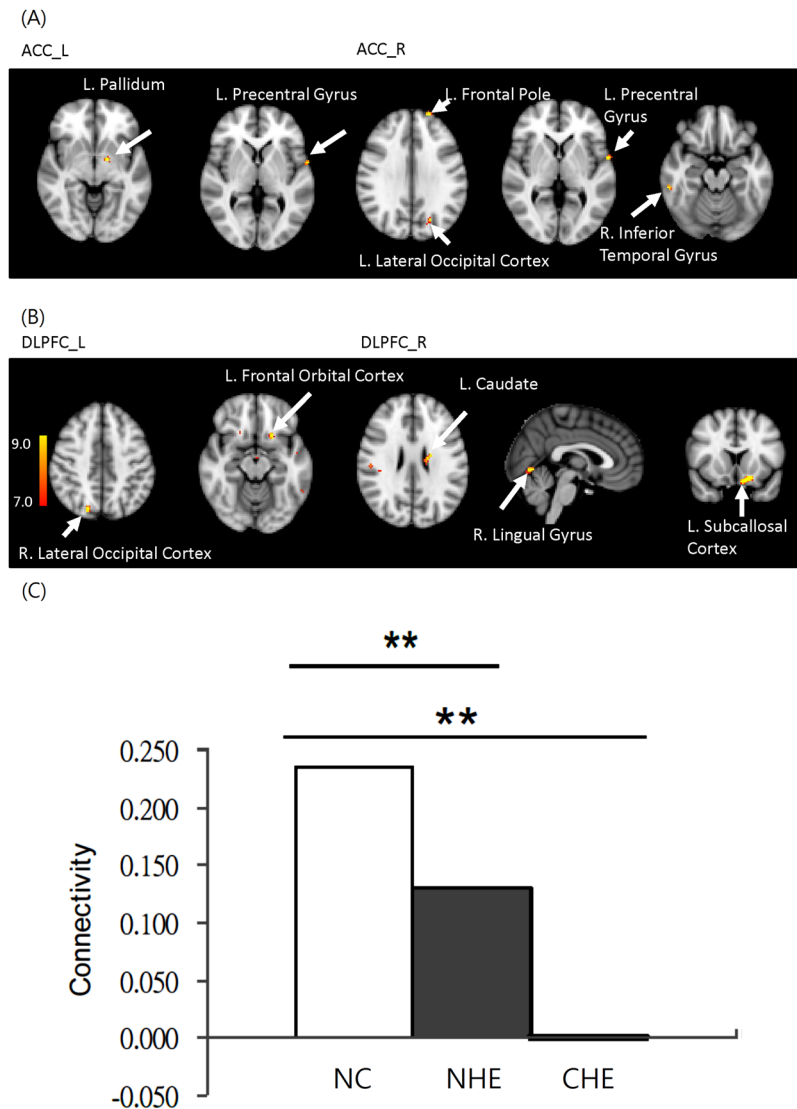 (A)
ACC_L
ACC_R
L. Pallidum
L. Precentral Gyrus
L. Frontal Pole
L. Precentral
Gyrus
L. Lateral Occipital Cortex
R. Inferior
Temporal Gyrus
(B)
DLPFC_L
DLPFC_R
L. Frontal Orbital Cortex
L. Caudate
9.0
7.0
R. Lateral Occipital Cortex
R. Lingual Gyrus
L. Subcallosal
Cortex
(C)
**
**
0.250
0.200
0.150
0.100
0.050
0.000
-0.050
Connectivity
NC
NHE
CHE